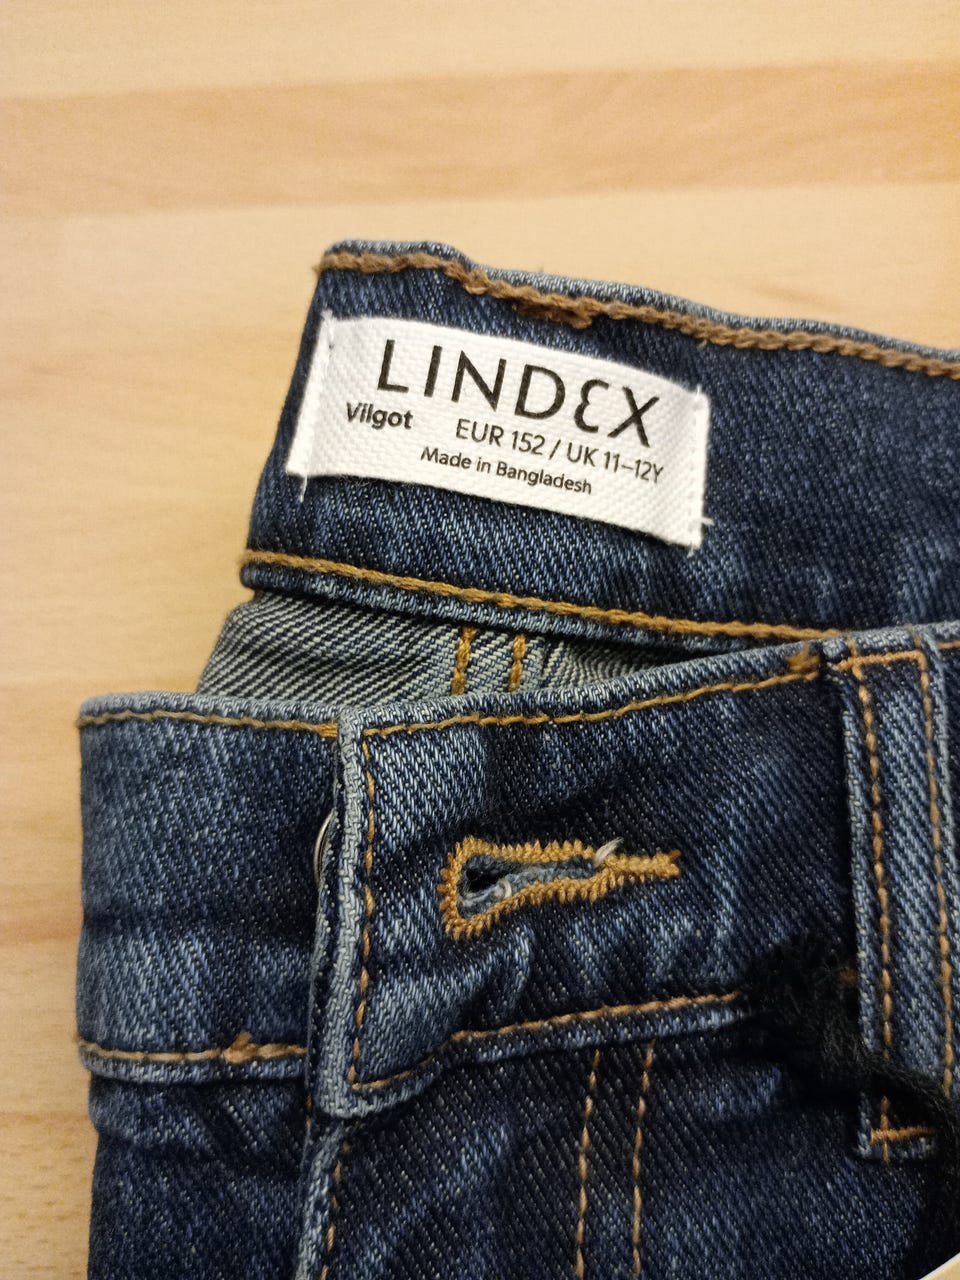 LINDEX
Vilgot
EUR 152 / UK 11–12Y
Made in Bangladesh